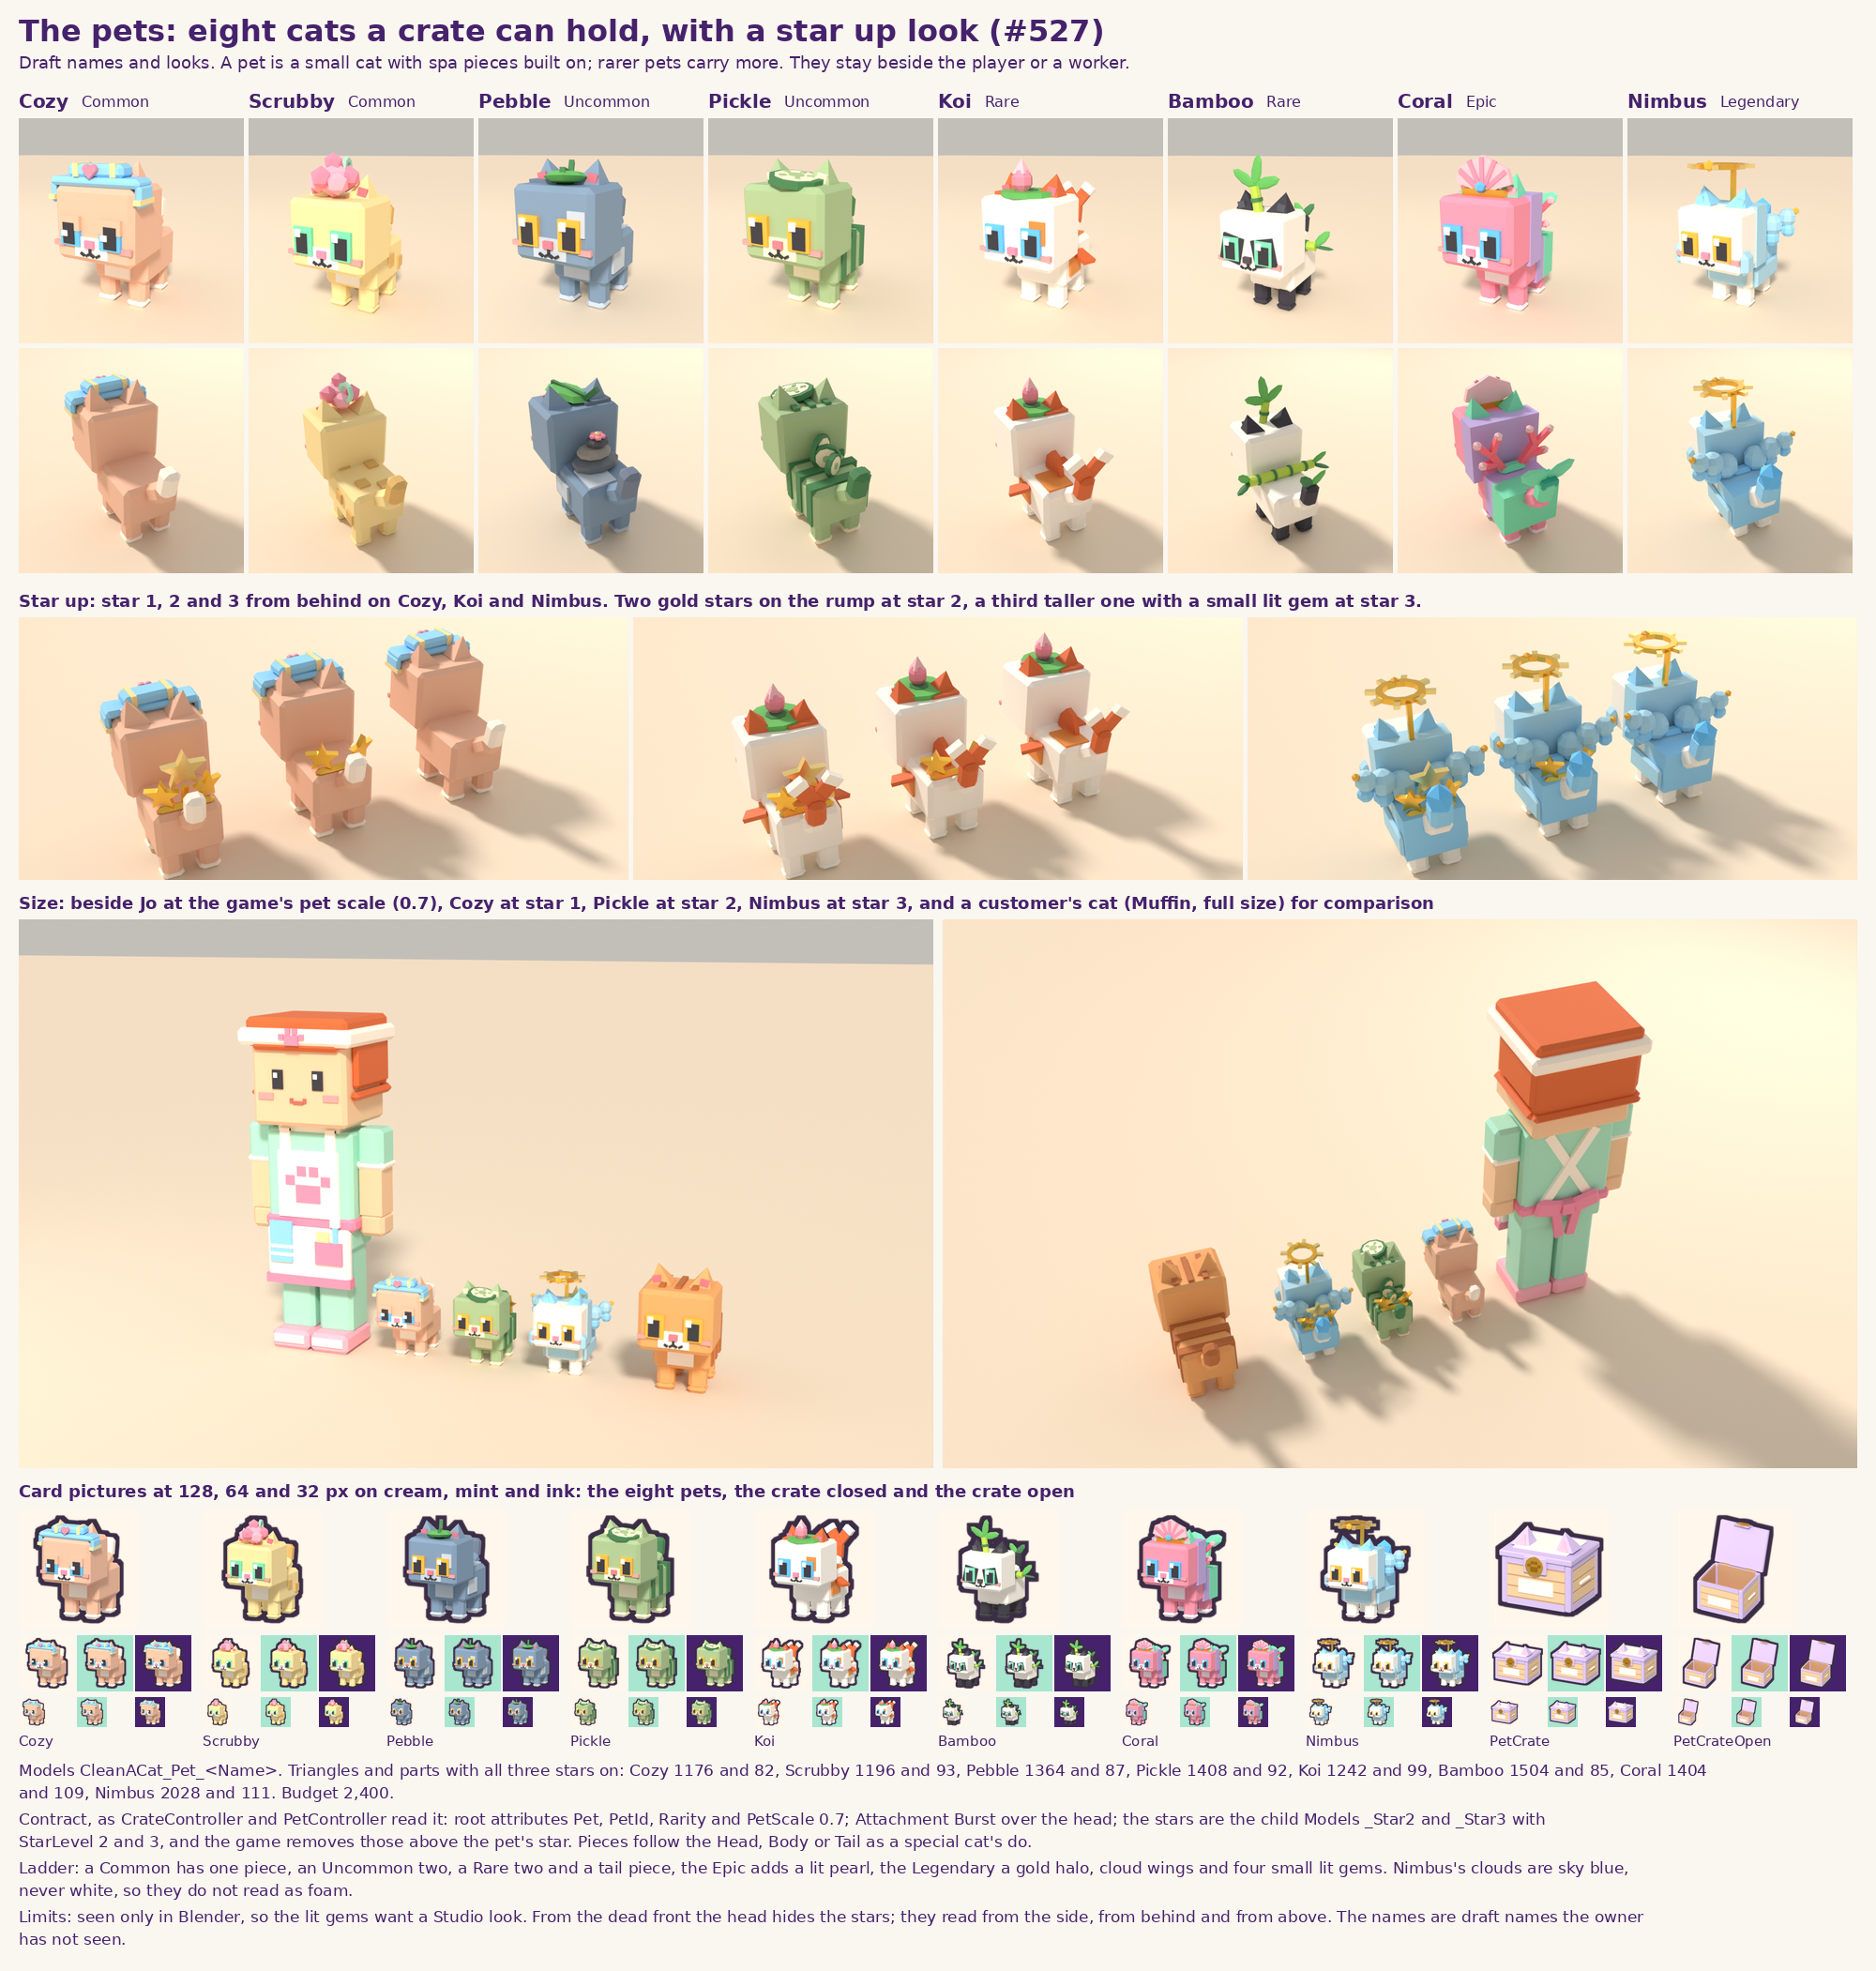 The pets: eight cats a crate can hold, with a star up look (#527)
Draft names and looks. A pet is a small cat with spa pieces built on; rarer pets carry more. They stay beside the player or a worker.
Cozy Common
Scrubby Common
Pebble Uncommon
Pickle Uncommon
Koi Rare
Bamboo Rare
Coral Epic
Nimbus Legendary
Star up: star 1, 2 and 3 from behind on Cozy, Koi and Nimbus. Two gold stars on the rump at star 2, a third taller one with a small lit gem at star 3.
Size: beside Jo at the game's pet scale (0.7), Cozy at star 1, Pickle at star 2, Nimbus at star 3, and a customer's cat (Muffin, full size) for comparison
Card pictures at 128, 64 and 32 px on cream, mint and ink: the eight pets, the crate closed and the crate open
Cozy
Scrubby
Pebble
Pickle
Koi
Bamboo
Coral
Nimbus
PetCrate
PetCrateOpen
Models CleanACat_Pet_<Name>. Triangles and parts with all three stars on: Cozy 1176 and 82, Scrubby 1196 and 93, Pebble 1364 and 87, Pickle 1408 and 92, Koi 1242 and 99, Bamboo 1504 and 85, Coral 1404
and 109, Nimbus 2028 and 111. Budget 2,400.
Contract, as CrateController and PetController read it: root attributes Pet, PetId, Rarity and PetScale 0.7; Attachment Burst over the head; the stars are the child Models _Star2 and _Star3 with
StarLevel 2 and 3, and the game removes those above the pet's star. Pieces follow the Head, Body or Tail as a special cat's do.
Ladder: a Common has one piece, an Uncommon two, a Rare two and a tail piece, the Epic adds a lit pearl, the Legendary a gold halo, cloud wings and four small lit gems. Nimbus's clouds are sky blue,
never white, so they do not read as foam.
Limits: seen only in Blender, so the lit gems want a Studio look. From the dead front the head hides the stars; they read from the side, from behind and from above. The names are draft names the owner
has not seen.